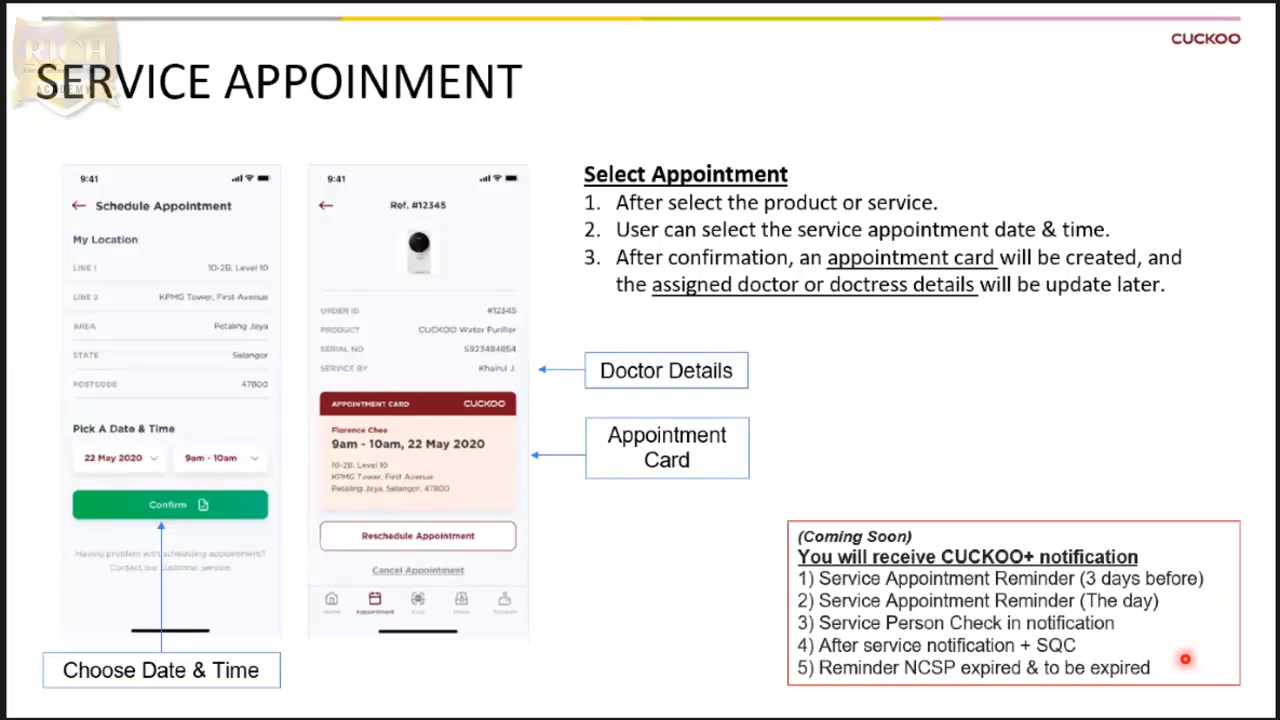 RICH
ACADEMY
CUCKOO
SERVICE APPOINMENT
9:41
Schedule Appointment
My Location
LINE 1 10-2B, Level 10
LINE 2 KPMG Tower, First Avenue
AREA Petaling Jaya
STATE Selangor
POSTCODE 47800
Pick A Date & Time
22 May 2020 9am - 10am
Confirm
Having problem with scheduling appointment?
Contact our customer service.
Choose Date & Time
9:41
Ref. #12345
ORDER ID #12345
PRODUCT CUCKOO Water Purifier
SERIAL NO S923484854
SERVICE BY Khairul J.
APPOINTMENT CARD CUCKOO
Florence Chee
9am - 10am, 22 May 2020
10-2B, Level 10
KPMG Tower, First Avenue
Petaling Jaya, Selangor, 47800
Reschedule Appointment
Cancel Appointment
Home Appointment
Select Appointment
1. After select the product or service.
2. User can select the service appointment date & time.
3. After confirmation, an appointment card will be created, and
the assigned doctor or doctress details will be update later.
Doctor Details
Appointment
Card
(Coming Soon)
You will receive CUCKOO+ notification
1) Service Appointment Reminder (3 days before)
2) Service Appointment Reminder (The day)
3) Service Person Check in notification
4) After service notification + SQC
5) Reminder NCSP expired & to be expired